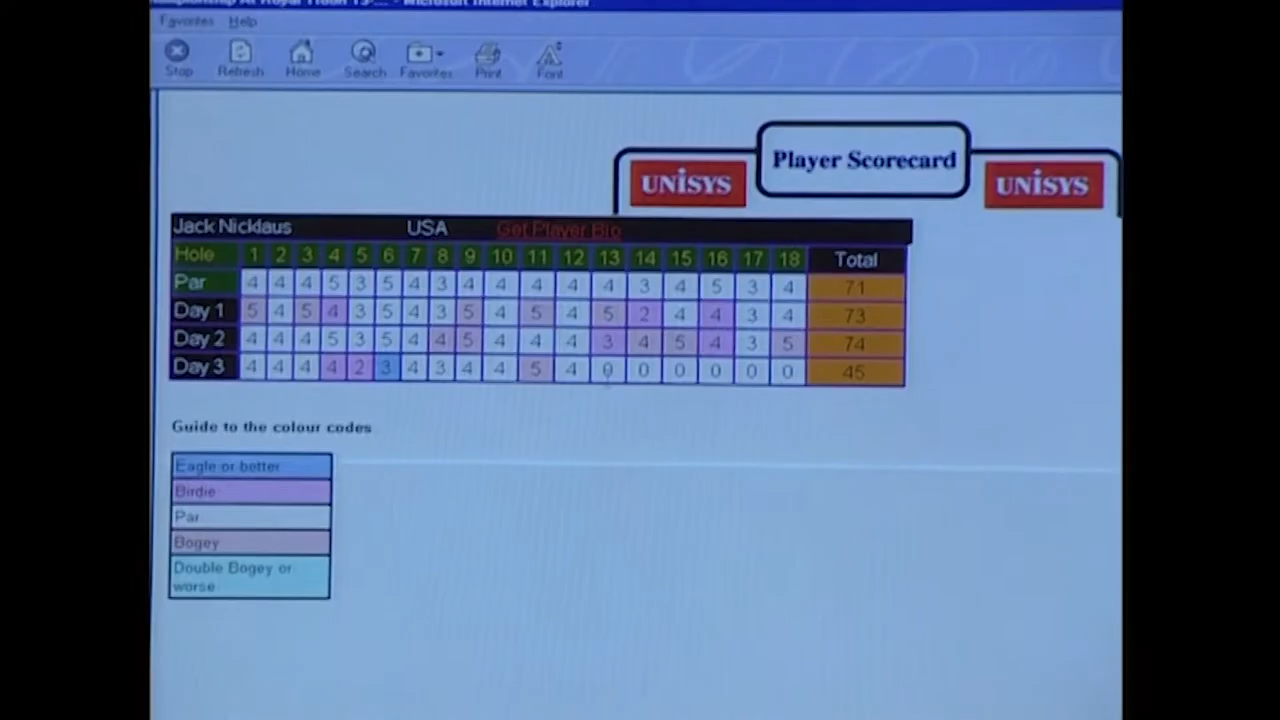 Microsoft Internet Explorer
Favorites Help
Stop Refresh Home Search Favorites Print Font
Player Scorecard
UNISYS UNISYS
Jack Nicklaus USA Get Player Bio
Hole 1 2 3 4 5 6 7 8 9 10 11 12 13 14 15 16 17 18 Total
Par 4 4 4 5 3 5 4 3 4 4 4 4 4 3 4 5 3 4 71
Day 1 5 4 5 4 3 5 4 3 5 4 5 4 5 2 4 4 3 4 73
Day 2 4 4 4 5 3 5 4 4 5 4 4 4 3 4 5 4 3 5 74
Day 3 4 4 4 4 2 3 4 3 4 4 5 4 0 0 0 0 0 0 45
Guide to the colour codes
Eagle or better
Birdie
Par
Bogey
Double Bogey or
worse